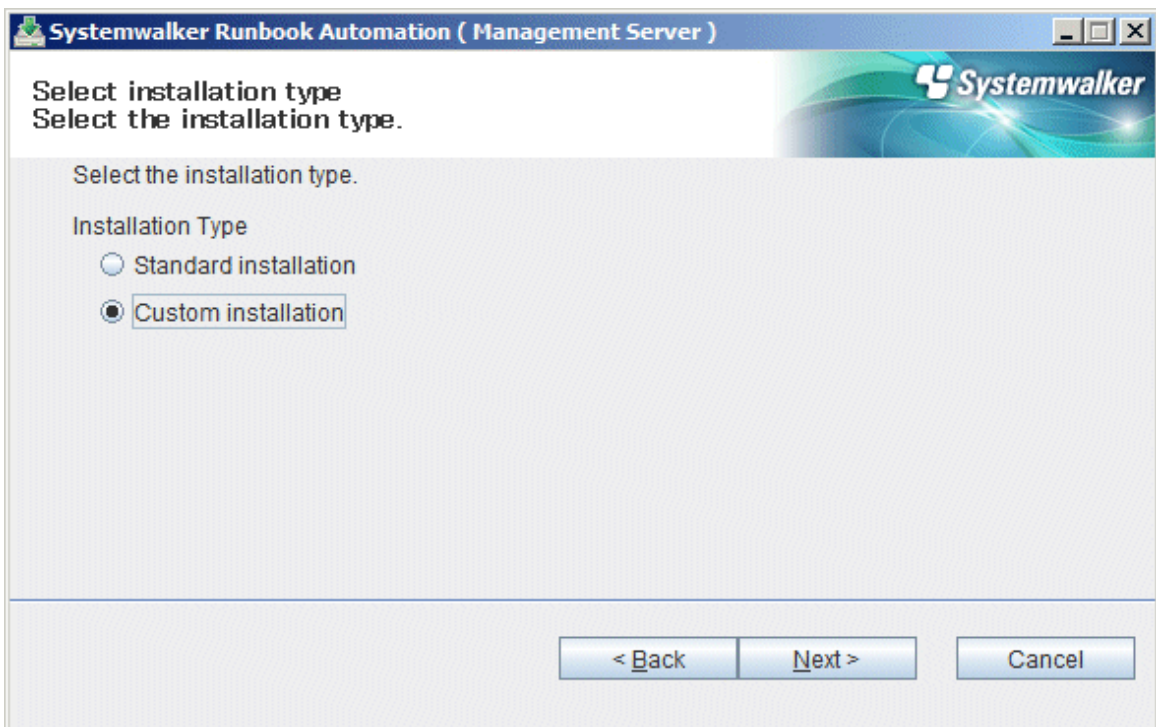 Systemwalker Runbook Automation ( Management Server )
Select installation type
Select the installation type.
Systemwalker
Select the installation type.
Installation Type
Standard installation
Custom installation
< Back
Next >
Cancel